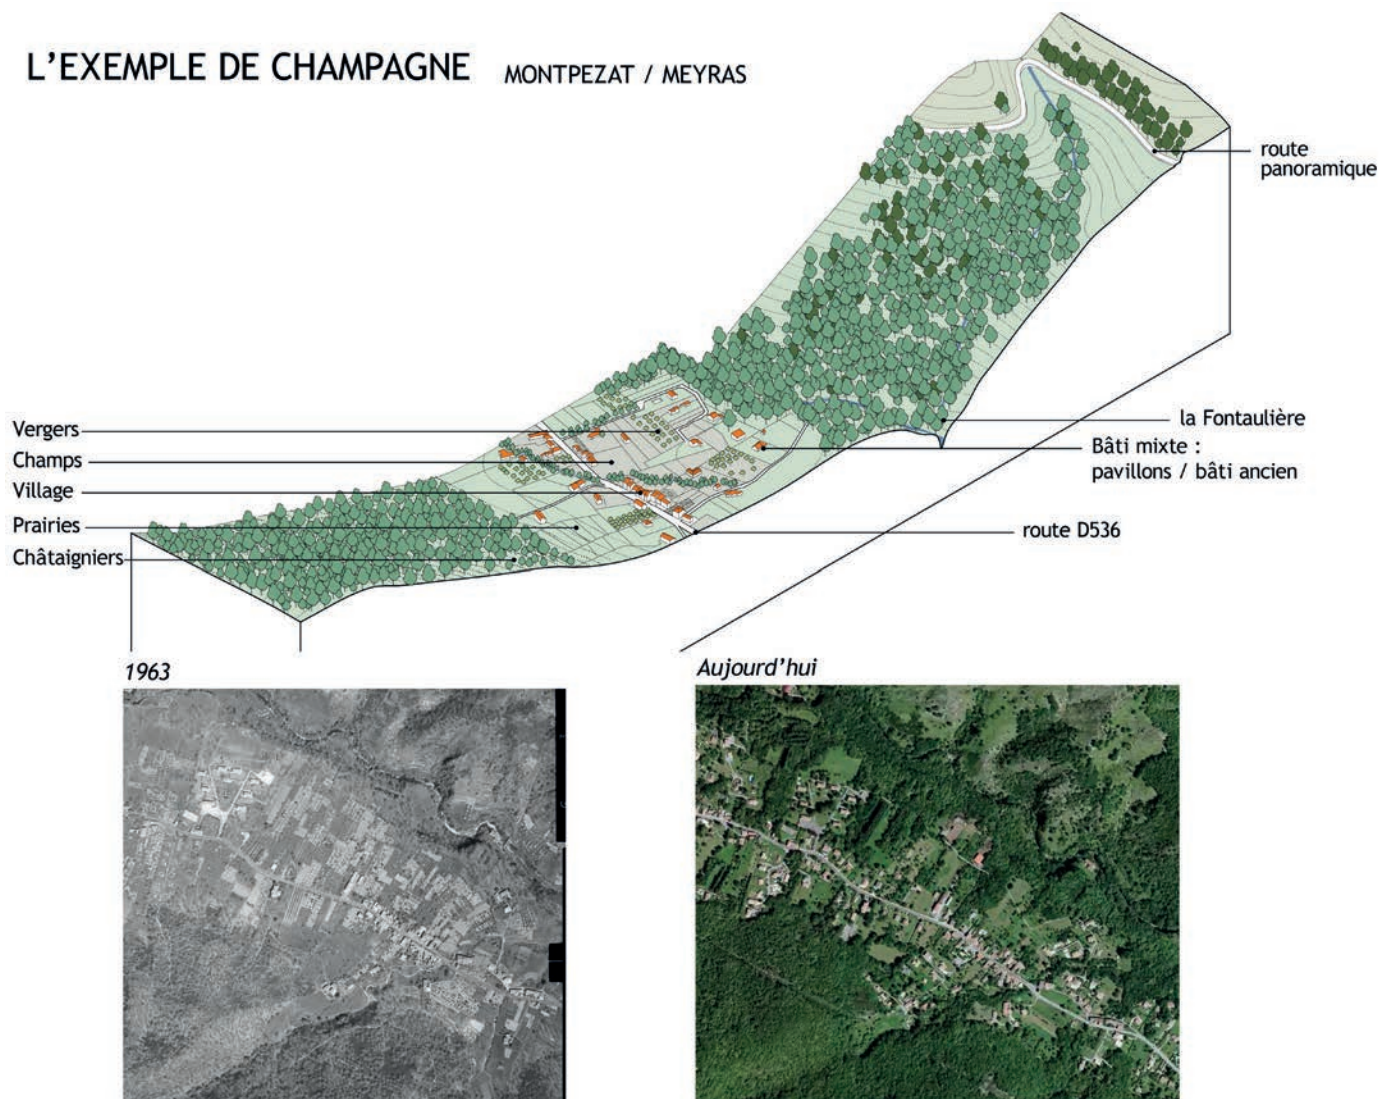 L'EXEMPLE DE CHAMPAGNE MONTPEZAT / MEYRAS
route
panoramique
Vergers
Champs
Village
Prairies
Châtaigniers
la Fontaulière
Bâti mixte :
pavillons / bâti ancien
route D536
1963
Aujourd'hui